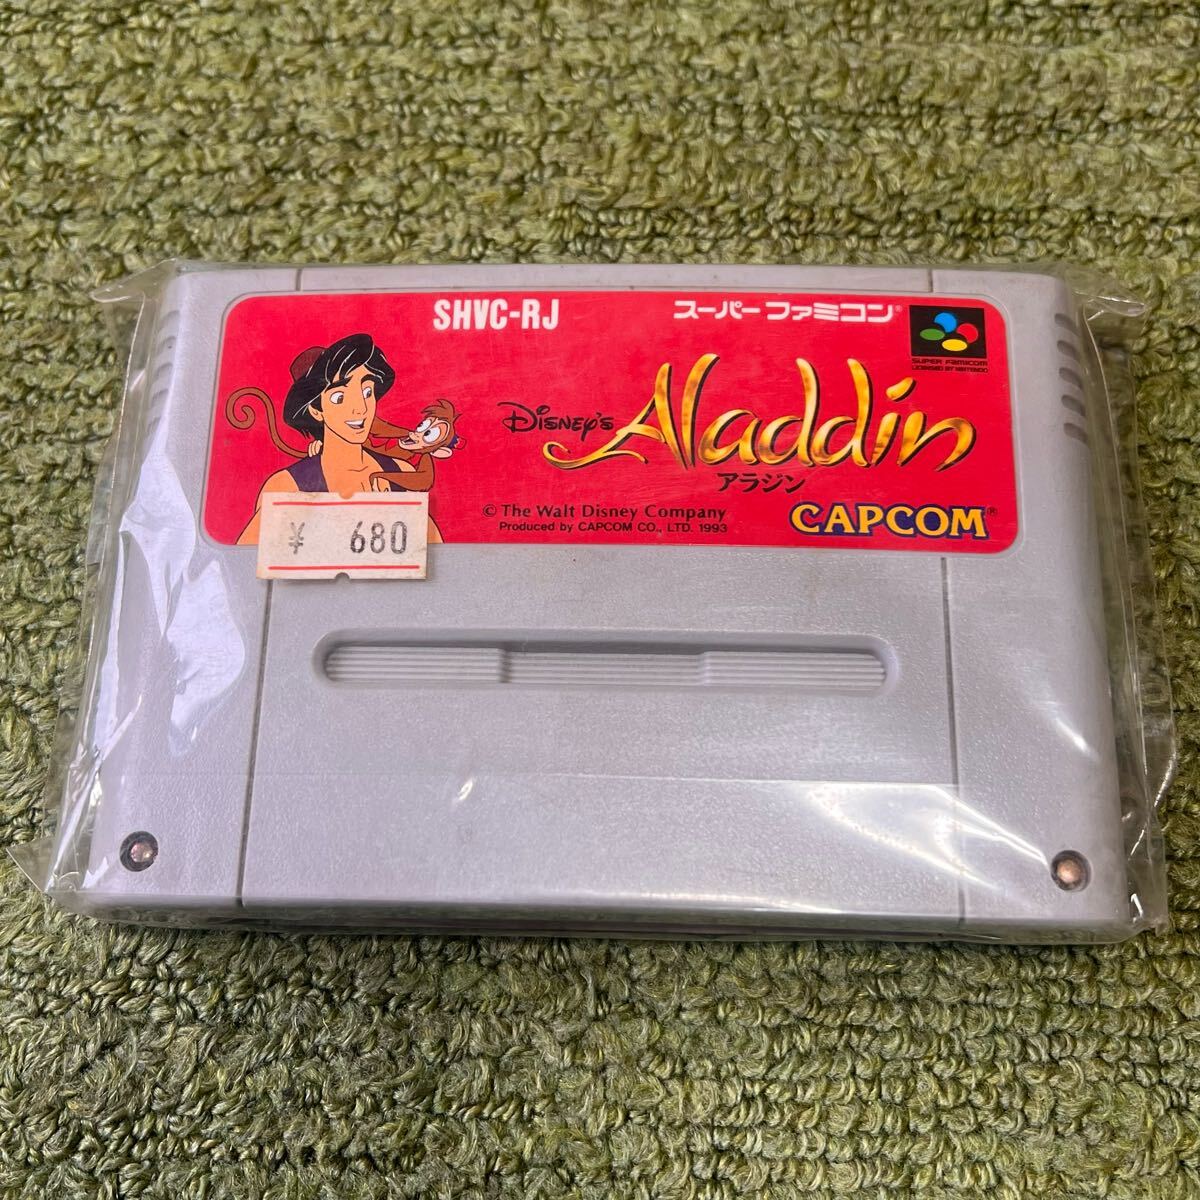 SHVC-RJ
スーパーファミコン®
SUPER FAMICOM
LICENSED BY NINTENDO
DISNEY'S Aladdin
アラジン
© The Walt Disney Company
Produced by CAPCOM CO., LTD. 1993
CAPCOM®
¥ 680